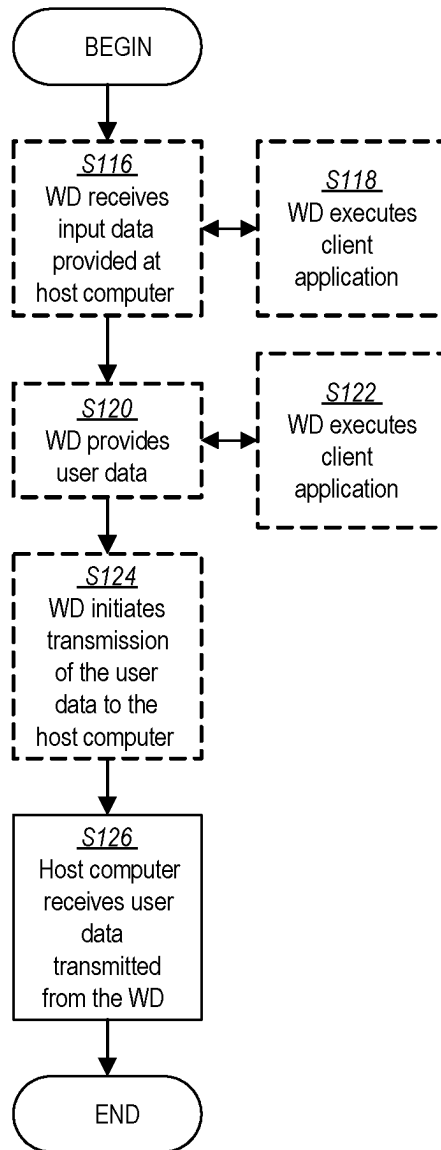 BEGIN
S116
WD receives
input data
provided at
host computer
S118
WD executes
client
application
S120
WD provides
user data
S122
WD executes
client
application
S124
WD initiates
transmission
of the user
data to the
host computer
S126
Host computer
receives user
data
transmitted
from the WD
END